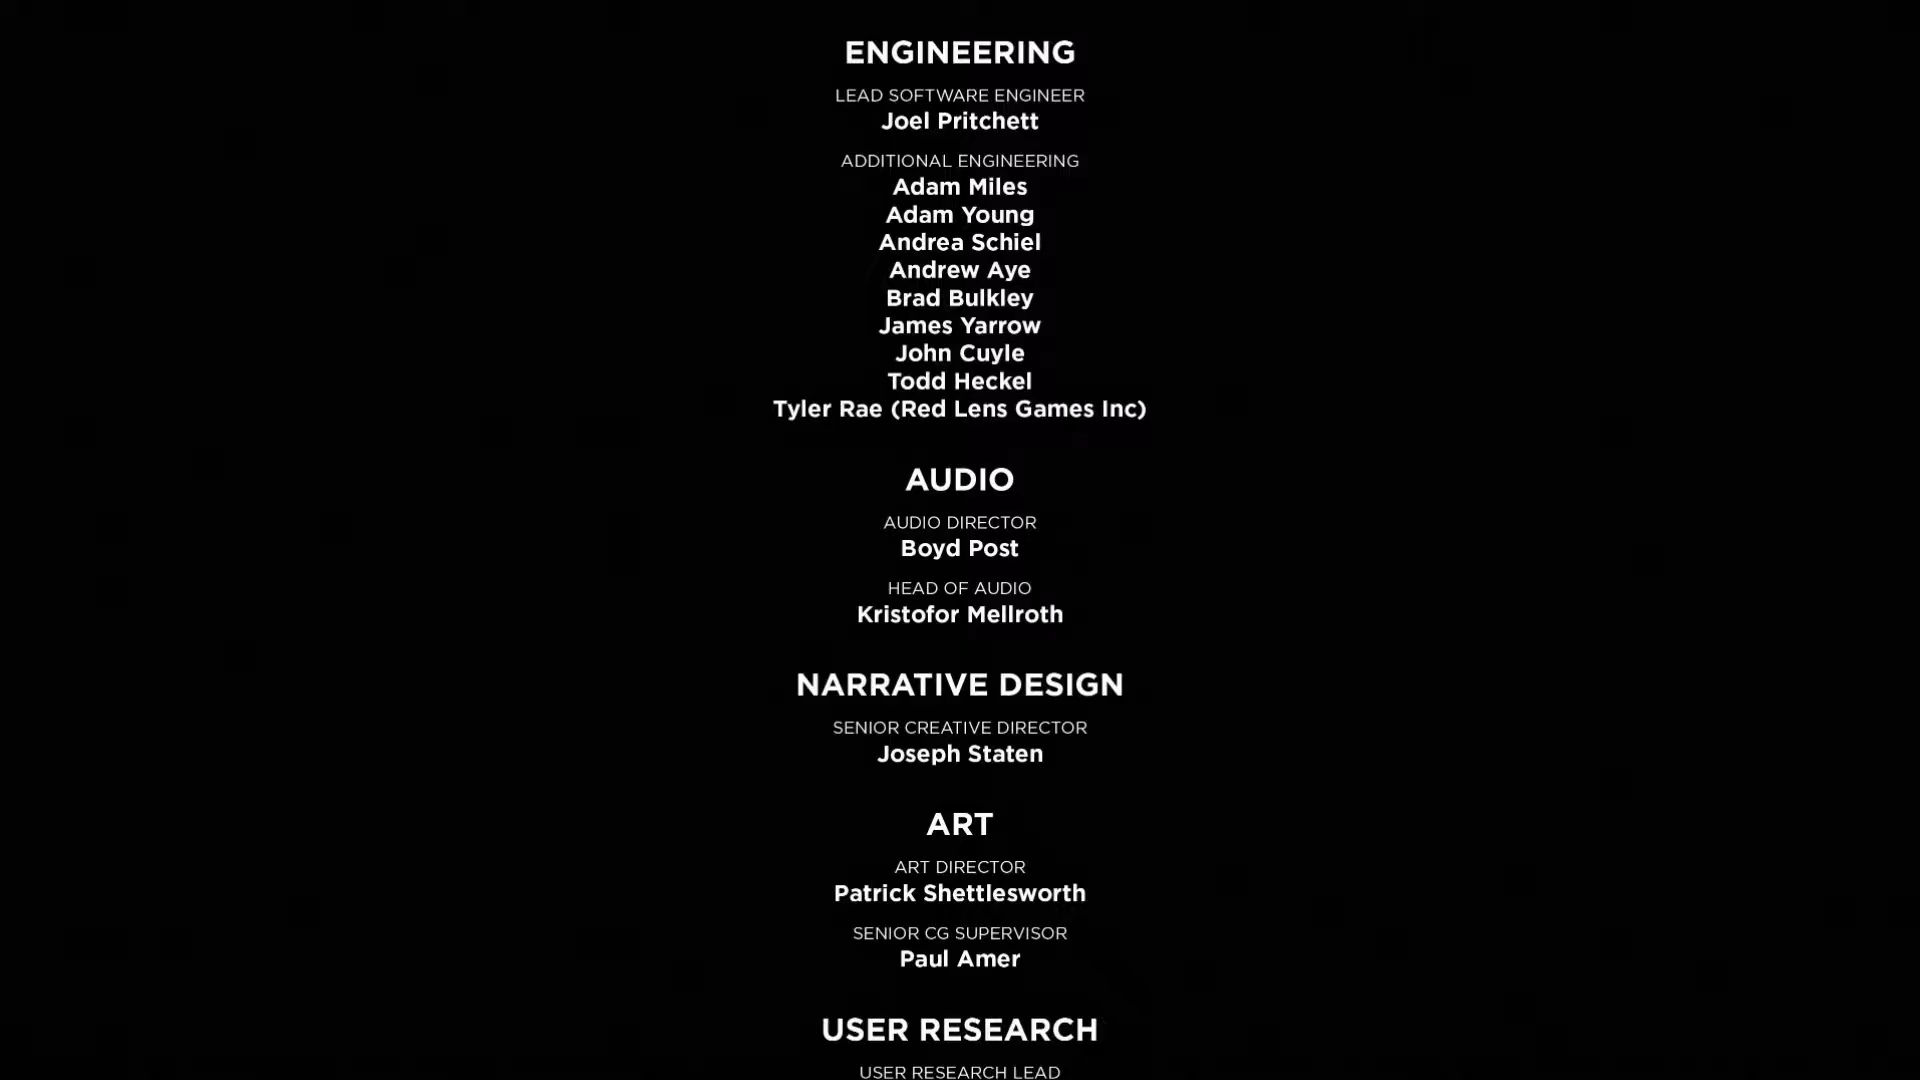 ENGINEERING
LEAD SOFTWARE ENGINEER
Joel Pritchett
ADDITIONAL ENGINEERING
Adam Miles
Adam Young
Andrea Schiel
Andrew Aye
Brad Bulkley
James Yarrow
John Cuyle
Todd Heckel
Tyler Rae (Red Lens Games Inc)
AUDIO
AUDIO DIRECTOR
Boyd Post
HEAD OF AUDIO
Kristofor Mellroth
NARRATIVE DESIGN
SENIOR CREATIVE DIRECTOR
Joseph Staten
ART
ART DIRECTOR
Patrick Shettlesworth
SENIOR CG SUPERVISOR
Paul Amer
USER RESEARCH
USER RESEARCH LEAD